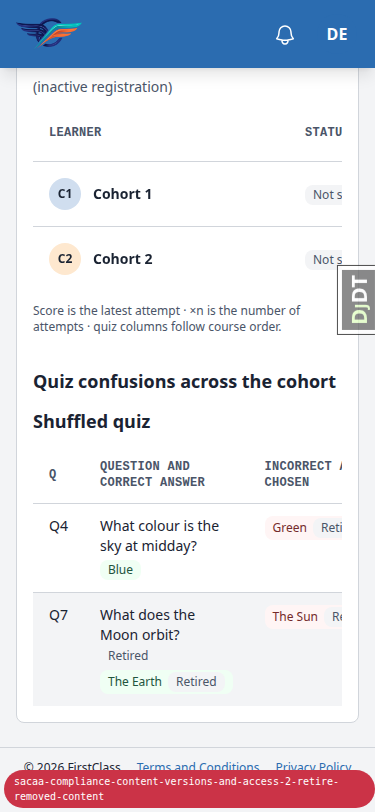 DE
(inactive registration)
LEARNER STATU
C1 Cohort 1 Not s
C2 Cohort 2 Not s
DjDT
Score is the latest attempt · ×n is the number of
attempts · quiz columns follow course order.
Quiz confusions across the cohort
Shuffled quiz
Q QUESTION AND CORRECT ANSWER INCORRECT A CHOSEN
Q4 What colour is the
sky at midday?
Blue
Green Reti
Q7 What does the
Moon orbit?
Retired
The Earth Retired
The Sun Re
© 2026 FirstClass Terms and Conditions Privacy Policy
sacaa-compliance-content-versions-and-access-2-retire-
removed-content